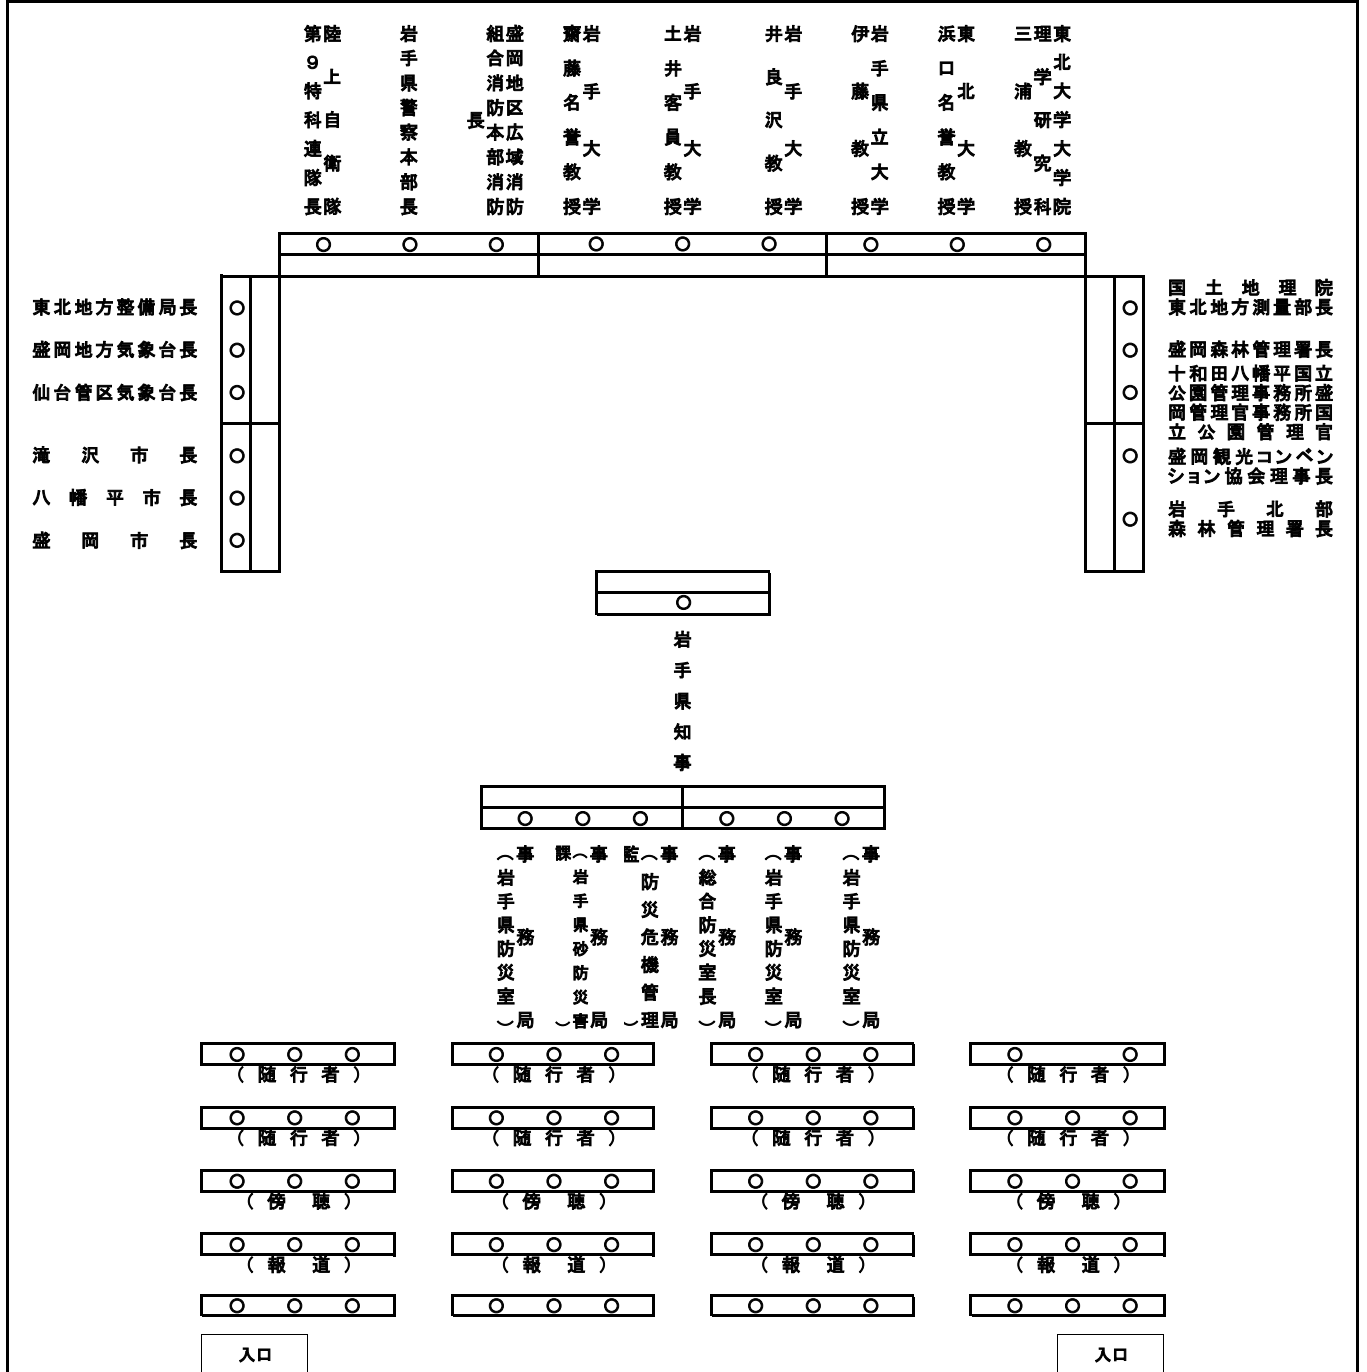 陸上自衛隊
第９特科連隊長
岩手県警察本部長
盛岡地区広域消防
組合消防本部消防
長
岩手大学
齋藤名誉教授
岩手大学
土井客員教授
岩手大学
井良沢教授
岩手県立大学
伊藤教授
東北大学
浜口名誉教授
東北大学大学院
理学研究科
三浦教授
東北地方整備局長
盛岡地方気象台長
仙台管区気象台長
滝沢市長
八幡平市長
盛岡市長
国土地理院
東北地方測量部長
盛岡森林管理署長
十和田八幡平国立
公園管理事務所盛
岡管理官事務所国
立公園管理官
盛岡観光コンベン
ション協会理事長
岩手北部
森林管理署長
岩手県知事
事務局
（岩手県防災室）
事務局
（岩手県砂防災害
課）
事務局
（防災危機管理
監）
事務局
（総合防災室長）
事務局
（岩手県防災室）
事務局
（岩手県防災室）
（随行者）
（随行者）
（随行者）
（随行者）
（随行者）
（随行者）
（随行者）
（随行者）
（傍聴）
（傍聴）
（傍聴）
（傍聴）
（報道）
（報道）
（報道）
（報道）
入口
入口